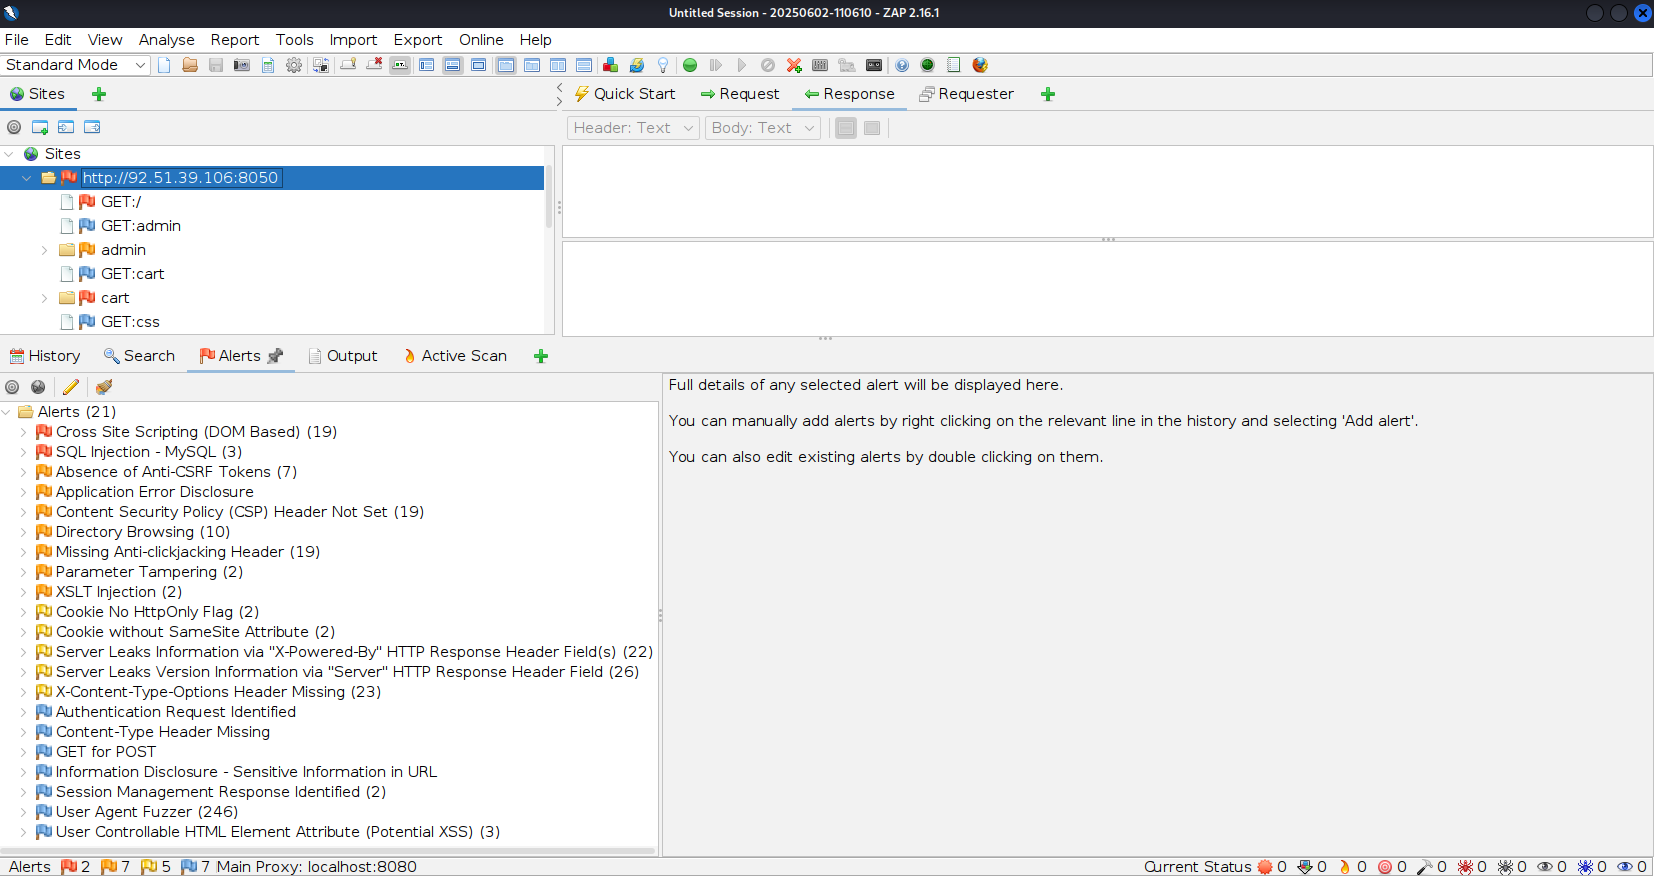 Untitled Session - 20250602-110610 - ZAP 2.16.1
File Edit View Analyse Report Tools Import Export Online Help
Standard Mode
Sites
Quick Start Request Response Requester
Header: Text Body: Text
Sites
http://92.51.39.106:8050
GET:/
GET:admin
admin
GET:cart
cart
GET:css
History Search Alerts Output Active Scan
Full details of any selected alert will be displayed here.
You can manually add alerts by right clicking on the relevant line in the history and selecting 'Add alert'.
You can also edit existing alerts by double clicking on them.
Alerts (21)
Cross Site Scripting (DOM Based) (19)
SQL Injection - MySQL (3)
Absence of Anti-CSRF Tokens (7)
Application Error Disclosure
Content Security Policy (CSP) Header Not Set (19)
Directory Browsing (10)
Missing Anti-clickjacking Header (19)
Parameter Tampering (2)
XSLT Injection (2)
Cookie No HttpOnly Flag (2)
Cookie without SameSite Attribute (2)
Server Leaks Information via "X-Powered-By" HTTP Response Header Field(s) (22)
Server Leaks Version Information via "Server" HTTP Response Header Field (26)
X-Content-Type-Options Header Missing (23)
Authentication Request Identified
Content-Type Header Missing
GET for POST
Information Disclosure - Sensitive Information in URL
Session Management Response Identified (2)
User Agent Fuzzer (246)
User Controllable HTML Element Attribute (Potential XSS) (3)
Alerts 2 7 5 7 Main Proxy: localhost:8080 Current Status 0 0 0 0 0 0 0 0 0 0